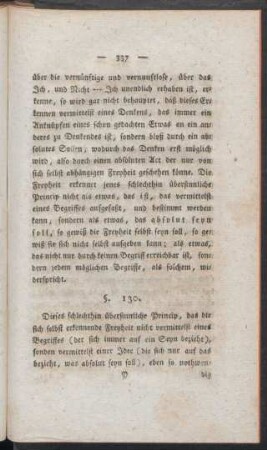 — 337 —
über die vernünftige und vernunftlose, über das
Ich, und Nicht --- Ich unendlich erhaben ist, er-
kenne, so wird gar nicht behauptet, daß dieses Er-
kennen vermittelst eines Denkens, das immer ein
Anknüpfen eines schon gedachten Etwas an ein an-
deres zu Denkendes ist, sondern bloß durch ein ab-
solutes Sollen, wodurch das Denken erst möglich
wird, also durch einen absoluten Act der nur von
sich selbst abhängigen Freyheit geschehen könne. Die
Freyheit erkennet jenes schlechthin übersinnliche
Princip nicht als etwas, das ist, das vermittelst
eines Begriffes aufgefaßt, das bestimmt werden
kann, sondern als etwas, das absolut seyn
soll, so gewiß die Freyheit selbst seyn soll, so ge-
wiß sie sich nicht selbst aufgeben kann; als etwas,
das nicht nur durch keinen Begriff erreichbar ist, son-
dern jedem möglichen Begriffe, als solchem, wi-
derspricht.
§. 130.
Dieses schlechthin übersinnliche Princip, das die
sich selbst erkennende Freyheit nicht vermittelst eines
Begriffes (der sich immer auf ein Seyn bezieht),
sonden vermittelst einer Idee (die sich nur auf das
bezieht, was absolut seyn soll), eben so nothwen-
Y dig